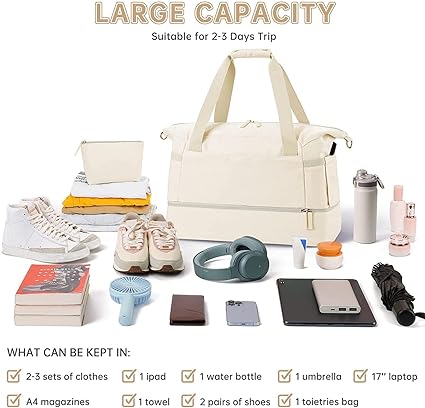 LARGE CAPACITY
Suitable for 2-3 Days Trip
WHAT CAN BE KEPT IN:
2-3 sets of clothes
1 ipad
1 water bottle
1 umbrella
17" laptop
A4 magazines
1 towel
2 pairs of shoes
1 toietries bag